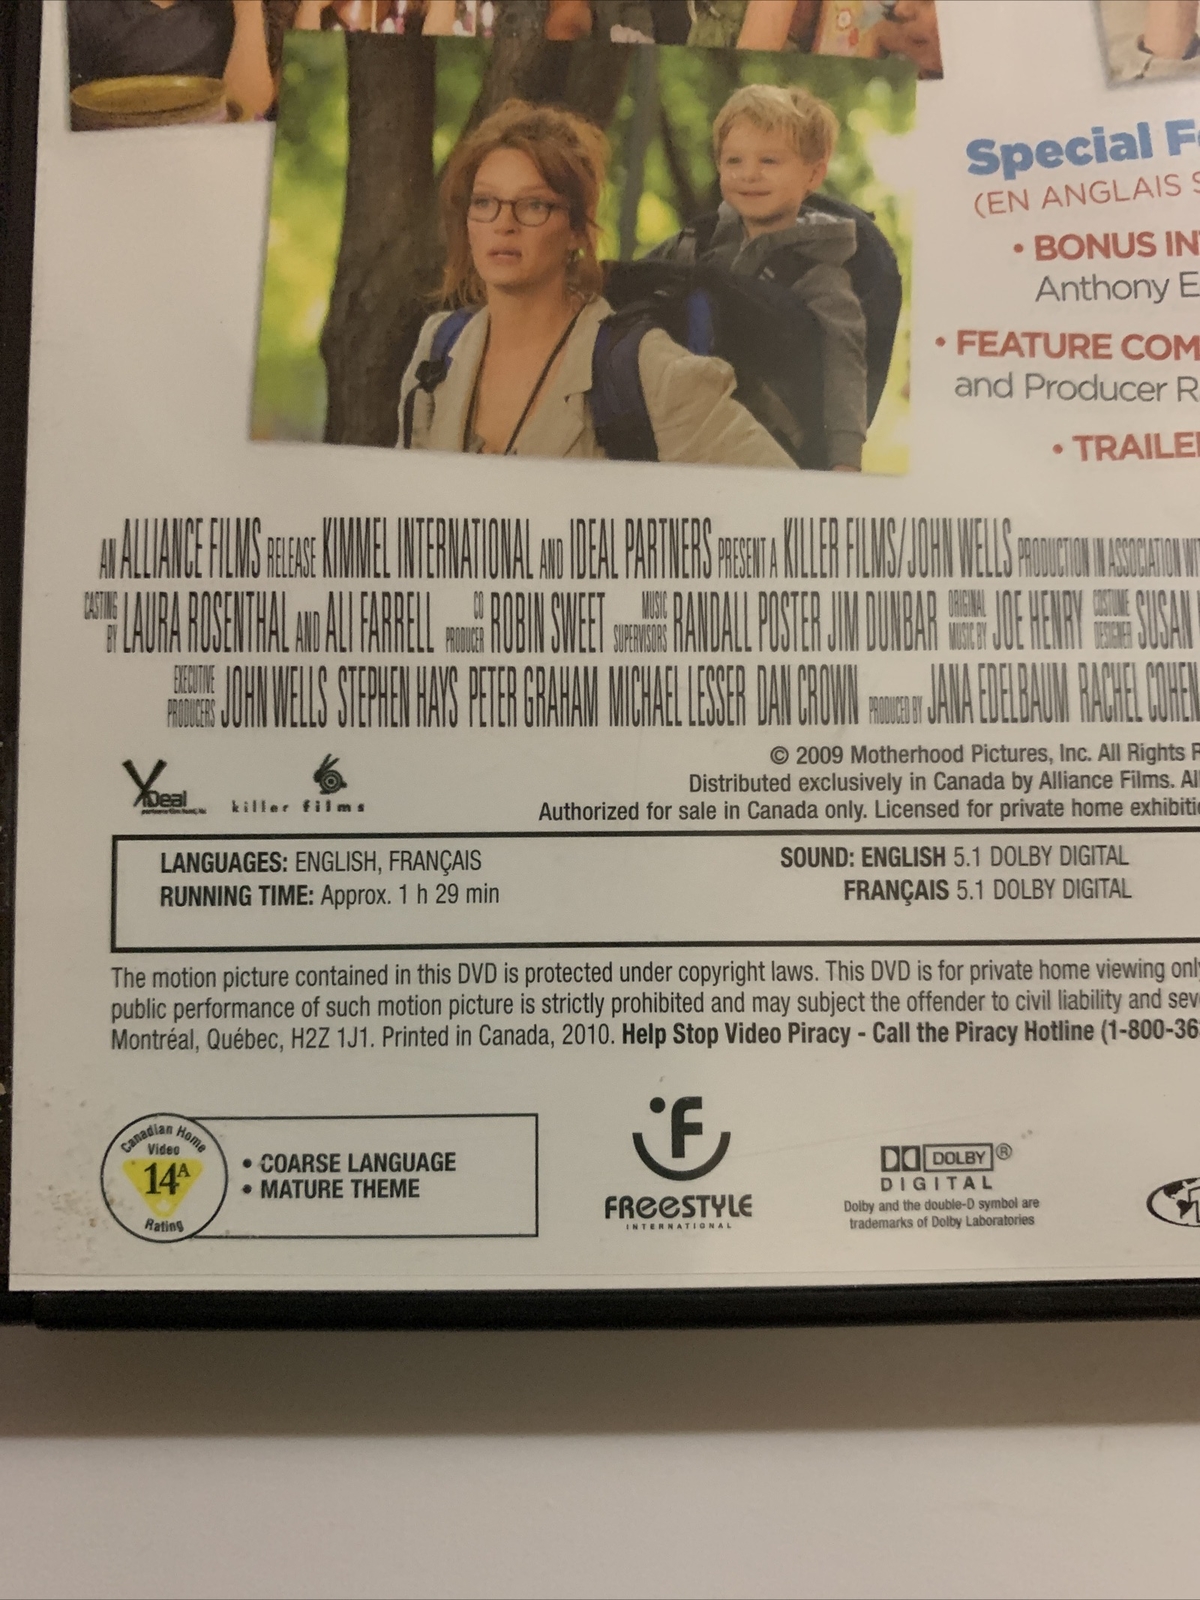 Special
(EN ANGLAIS
• BONUS
Anthony
• FEATURE
and Producer
•
AN ALLIANCE FILMS RELEASE KIMMEL INTERNATIONAL AND IDEAL PARTNERS PRESENT A KILLER FILMS/JOHN WELLS PRODUCTION IN ASSOCIATION
CASTING BY LAURA ROSENTHAL AND ALI FARRELL CO PRODUCER ROBIN SWEET MUSIC SUPERVISORS RANDALL POSTER JIM DUNBAR ORIGINAL MUSIC BY JOE HENRY COSTUME DESIGNER SUSAN
EXECUTIVE PRODUCERS JOHN WELLS STEPHEN HAYS PETER GRAHAM MICHAEL LESSER DAN CROWN PRODUCED BY JANA EDELBAUM RACHEL COHEN
© 2009 Motherhood Pictures, Inc. All Rights
Distributed exclusively in Canada by Alliance Films.
Authorized for sale in Canada only. Licensed for private home
iDeal
killer films
LANGUAGES: ENGLISH, FRANÇAIS
SOUND: ENGLISH 5.1 DOLBY DIGITAL
RUNNING TIME: Approx. 1 h 29 min
FRANÇAIS 5.1 DOLBY DIGITAL
The motion picture contained in this DVD is protected under copyright laws. This DVD is for private home viewing
public performance of such motion picture is strictly prohibited and may subject the offender to civil liability and
Montréal, Québec, H2Z 1J1. Printed in Canada, 2010. Help Stop Video Piracy - Call the Piracy Hotline (1-800-36
Canadian Home
Video
14A
Rating
• COARSE LANGUAGE
• MATURE THEME
FReeSTYLE
INTERNATIONAL
DOLBY ®
DIGITAL
Dolby and the double-D symbol are
trademarks of Dolby Laboratories